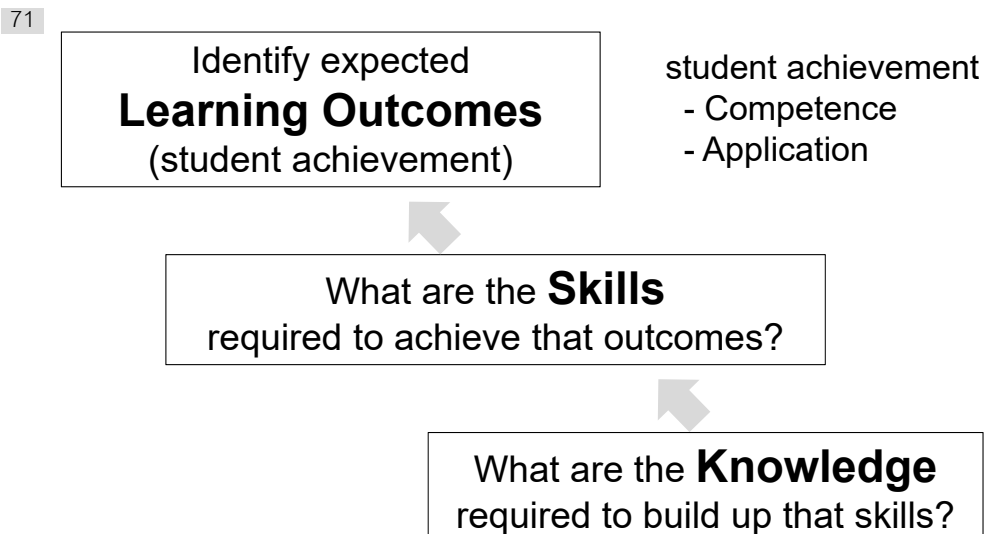 71
Identify expected
Learning Outcomes
(student achievement)
student achievement
- Competence
- Application
What are the Skills
required to achieve that outcomes?
What are the Knowledge
required to build up that skills?